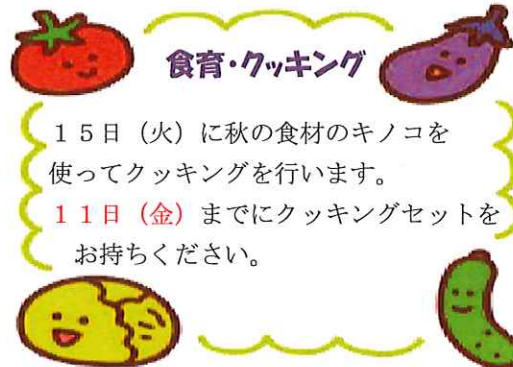 食育・クッキング
１５日（火）に秋の食材のキノコを
使ってクッキングを行います。
１１日（金）までにクッキングセットを
お持ちください。